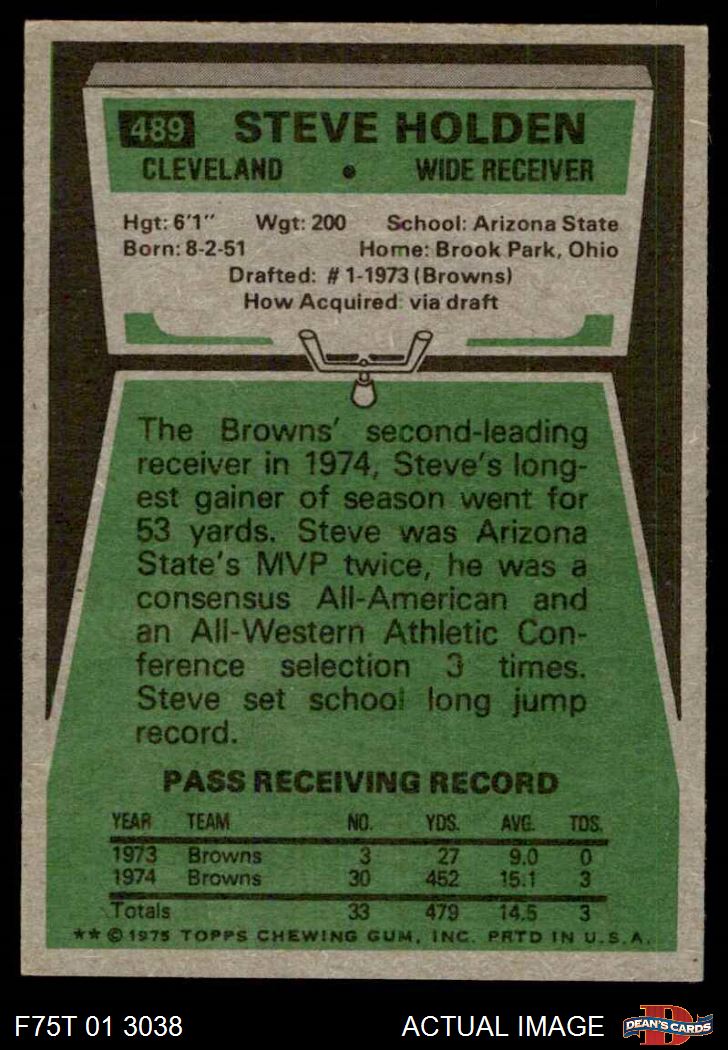 489 STEVE HOLDEN
CLEVELAND • WIDE RECEIVER
Hgt: 6'1" Wgt: 200 School: Arizona State
Born: 8-2-51 Home: Brook Park, Ohio
Drafted: #1-1973 (Browns)
How Acquired: via draft
The Browns' second-leading
receiver in 1974, Steve's long-
est gainer of season went for
53 yards. Steve was Arizona
State's MVP twice, he was a
consensus All-American and
an All-Western Athletic Con-
ference selection 3 times.
Steve set school long jump
record.
PASS RECEIVING RECORD
YEAR TEAM NO. YDS. AVG. TDS.
1973 Browns 3 27 9.0 0
1974 Browns 30 452 15.1 3
Totals 33 479 14.5 3
** © 1975 TOPPS CHEWING GUM, INC. PRTD IN U.S.A.
F75T 01 3038 ACTUAL IMAGE D DEAN'S CARDS